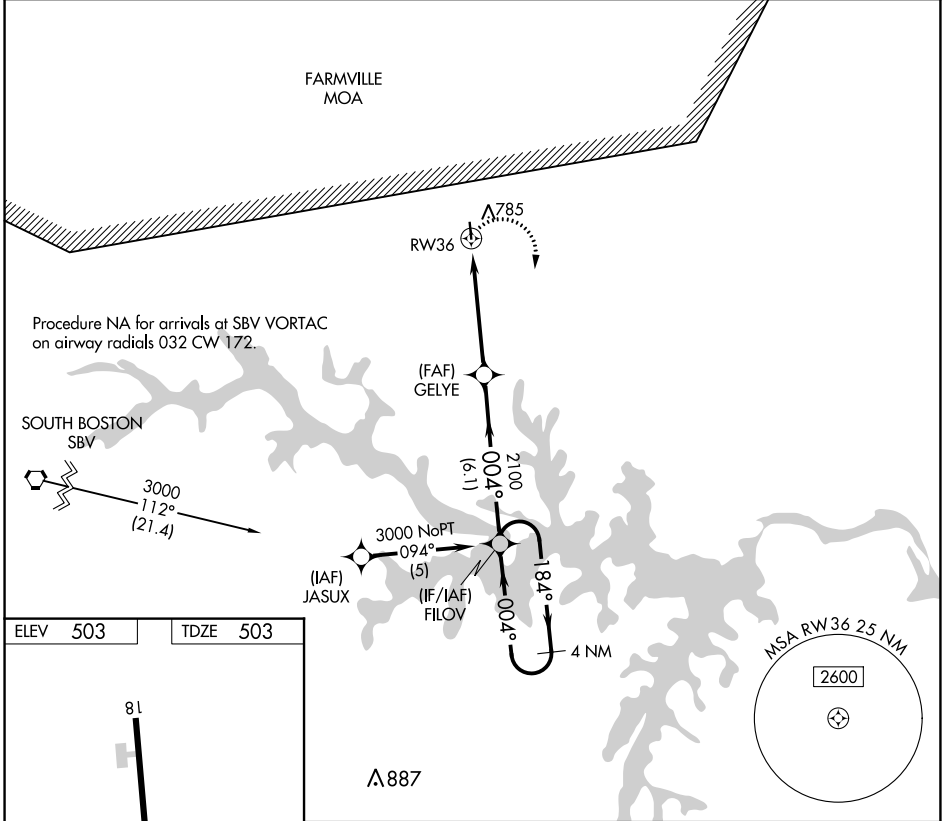 FARMVILLE
MOA
785
RW36
Procedure NA for arrivals at SBV VORTAC
on airway radials 032 CW 172.
(FAF)
GELYE
SOUTH BOSTON
SBV
3000
112°
(21.4)
2100
004°
(6.1)
3000 NoPT
094°
(5)
(IAF)
JASUX
(IF/IAF)
FILOV
004°
184°
4 NM
ELEV 503
TDZE 503
18
887
MSA RW36 25 NM
2600